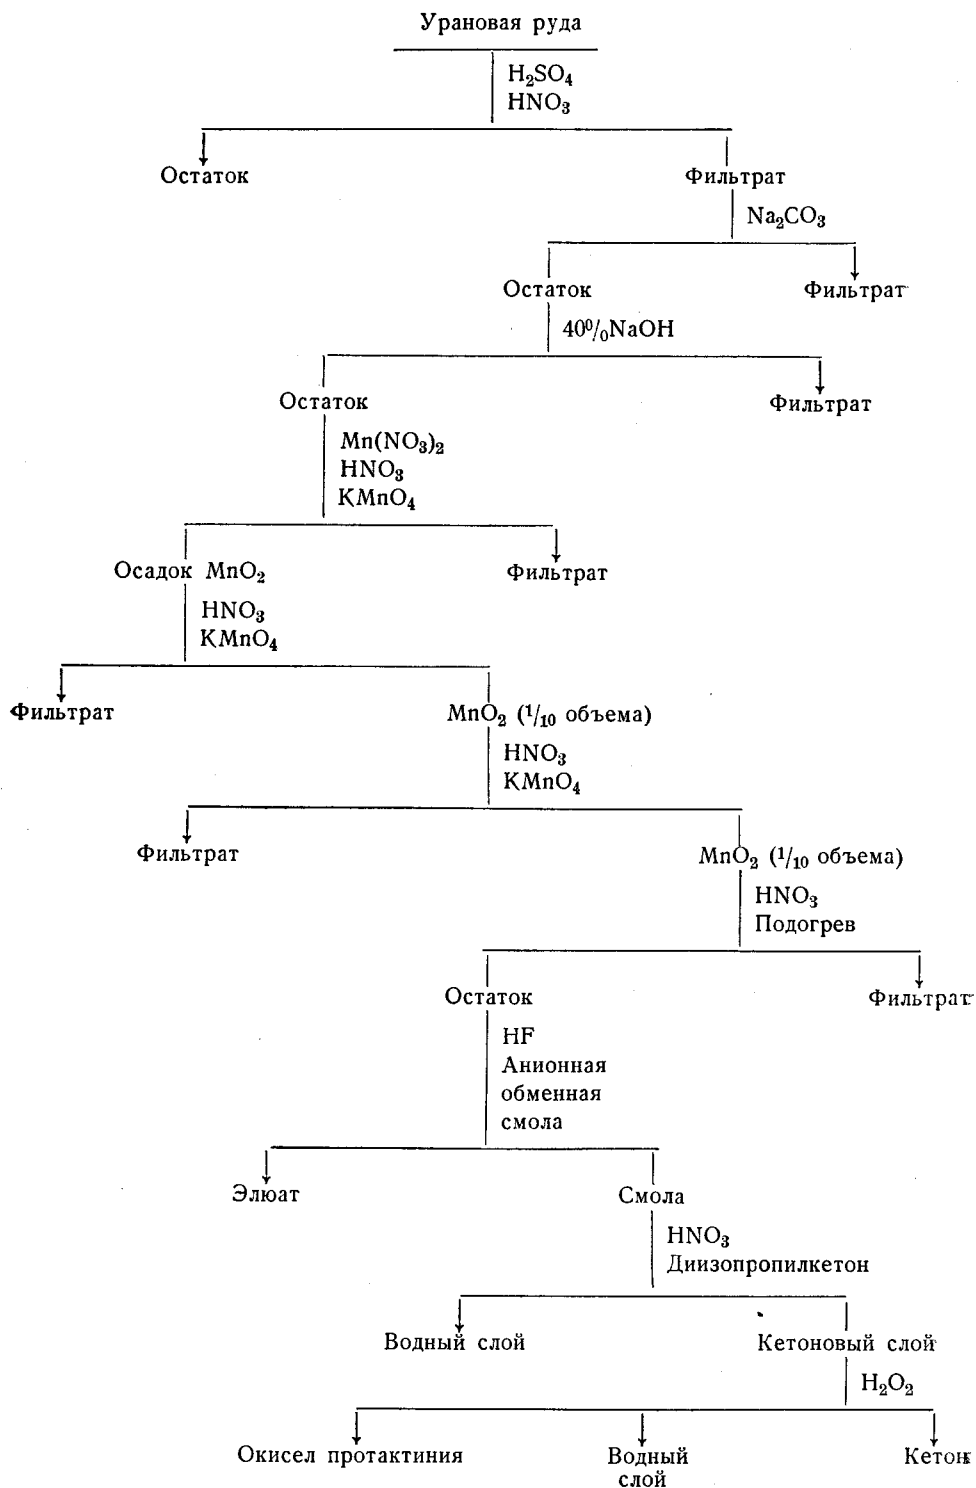 Урановая руда
H₂SO₄
HNO₃
Остаток
Фильтрат
Na₂CO₃
Остаток
Фильтрат
40%NaOH
Остаток
Фильтрат
Mn(NO₃)₂
HNO₃
KMnO₄
Осадок MnO₂
Фильтрат
HNO₃
KMnO₄
Фильтрат
MnO₂ (1/10 объема)
HNO₃
KMnO₄
Фильтрат
MnO₂ (1/10 объема)
HNO₃
Подогрев
Остаток
Фильтрат
HF
Анионная
обменная
смола
Элюат
Смола
HNO₃
Диизопропилкетон
Водный слой
Кетоновый слой
H₂O₂
Окисел протактиния
Водный
слой
Кетон